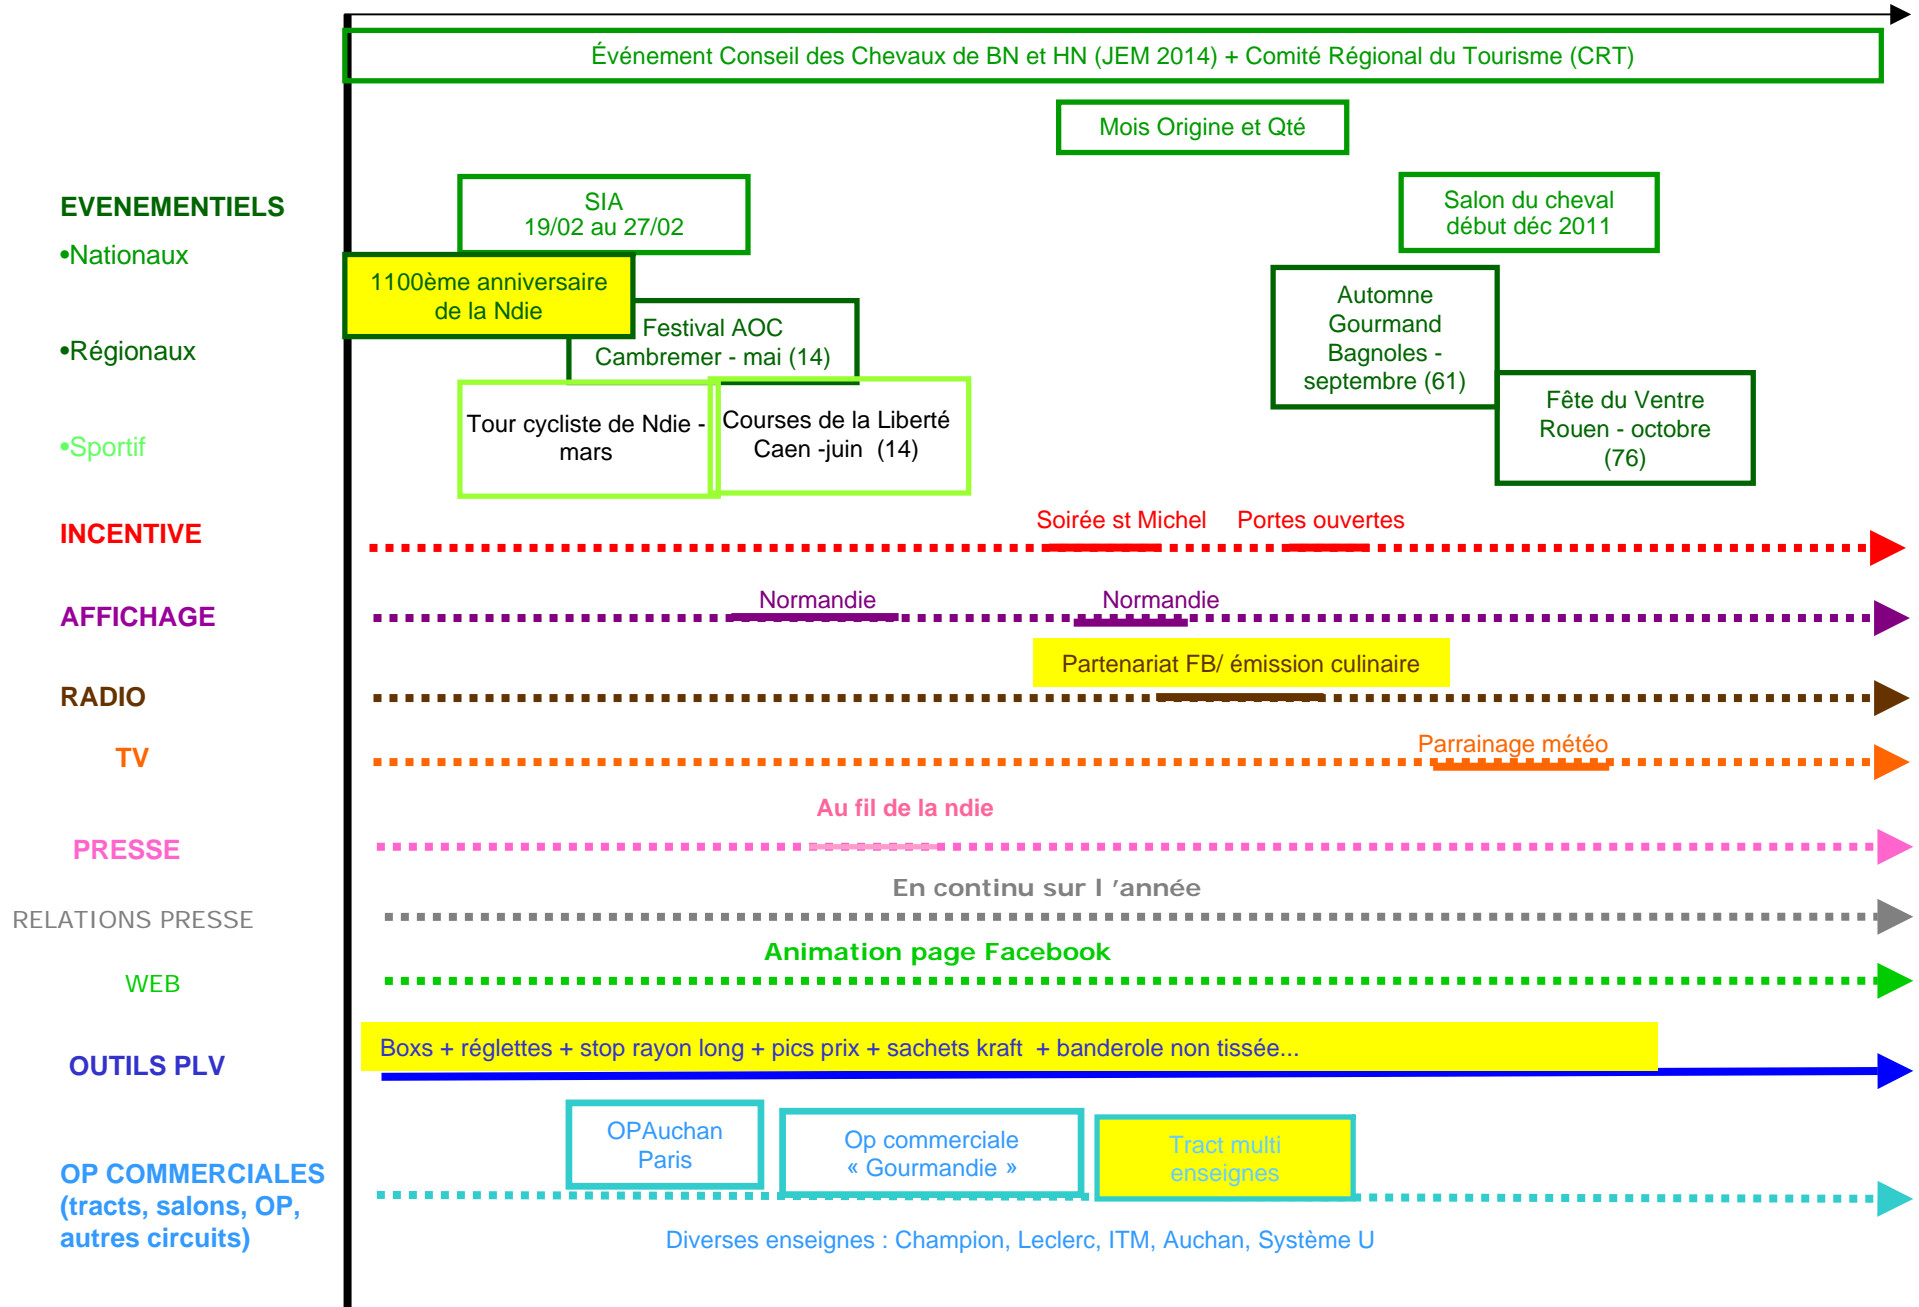 Événement Conseil des Chevaux de BN et HN (JEM 2014) + Comité Régional du Tourisme (CRT)
Mois Origine et Qté
EVENEMENTIELS
SIA
19/02 au 27/02
Salon du cheval
début déc 2011
•Nationaux
1100ème anniversaire
de la Ndie
•Régionaux
Festival AOC
Cambremer - mai (14)
Automne
Gourmand
Bagnoles -
septembre (61)
•Sportif
Tour cycliste de Ndie -
mars
Courses de la Liberté
Caen -juin  (14)
Fête du Ventre
Rouen - octobre
(76)
INCENTIVE
Soirée st Michel
Portes ouvertes
AFFICHAGE
Normandie
Normandie
RADIO
Partenariat FB/ émission culinaire
TV
Parrainage météo
PRESSE
Au fil de la ndie
RELATIONS PRESSE
En continu sur l ’année
WEB
Animation page Facebook
OUTILS PLV
Boxs + réglettes + stop rayon long + pics prix + sachets kraft  + banderole non tissée...
OP COMMERCIALES
(tracts, salons, OP,
autres circuits)
OPAuchan
Paris
Op commerciale
« Gourmandie »
Tract multi
enseignes
Diverses enseignes : Champion, Leclerc, ITM, Auchan, Système U